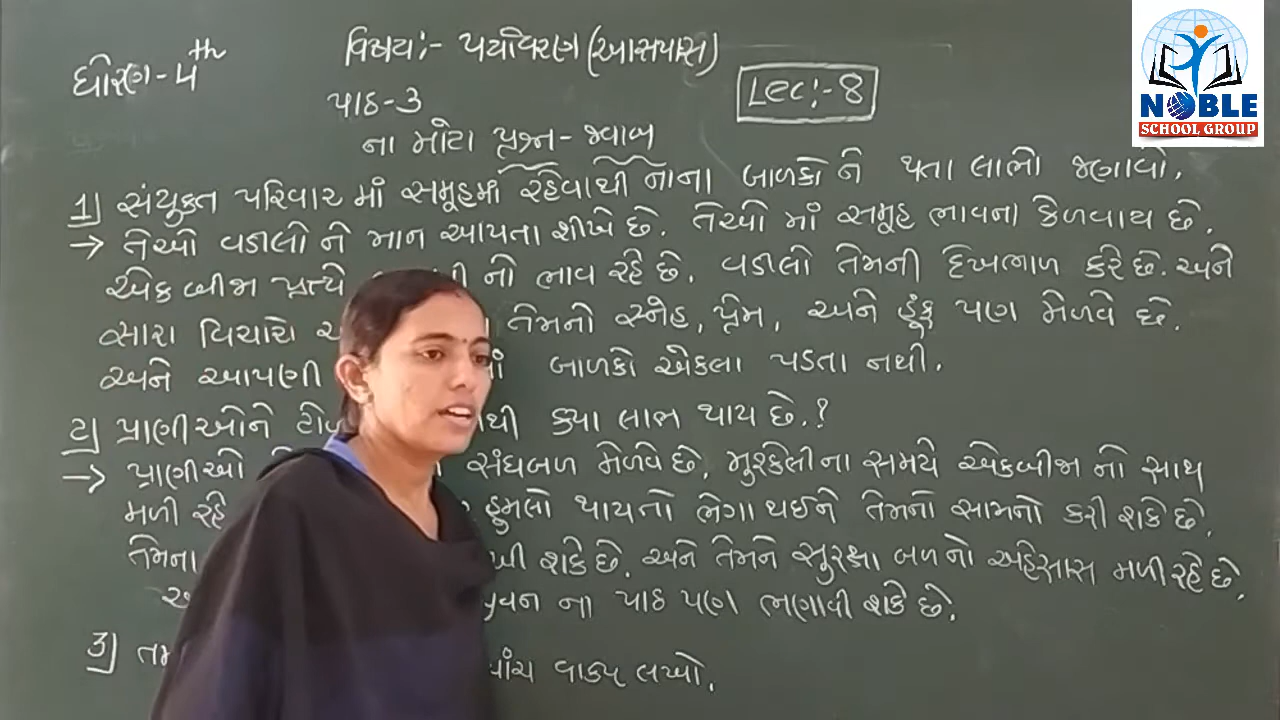 ધોરણ-4th
વિષય:- પર્યાવરણ (આસપાસ)
Lec:-8
પાઠ-3
ના મોટા પ્રશ્ન-જવાબ
1) સંયુક્ત પરિવાર માં સમૂહમાં રહેવાથી નાના બાળકો ને થતા લાભો જણાવો.
→ તેઓ વડીલો ને માન આપતા શીખે છે. તેઓ માં સમૂહ ભાવના કેળવાય છે.
એકબીજા પ્રત્યે નો ભાવ રહે છે. વડીલો તેમની દેખભાળ કરે છે. અને
સારા વિચારો તેમનો સ્નેહ, પ્રેમ, અને હૂંફ પણ મેળવે છે.
અને આપણી બાળકો એકલા પડતા નથી.
2) પ્રાણીઓને કયા લાભ થાય છે.?
→ પ્રાણીઓ સંઘબળ મેળવે છે. મુશ્કેલીના સમયે એકબીજા નો સાથ
મળી રહે હુમલો થાયતો ભેગા થઈને તેમનો સામનો કરી શકે છે.
તેમના શકે છે. અને તેમને સુરક્ષા બળનો અહેસાસ મળી રહે છે.
ના પાઠ પણ ભણાવી શકે છે.
3) વાક્ય લખો.
NOBLE
SCHOOL GROUP